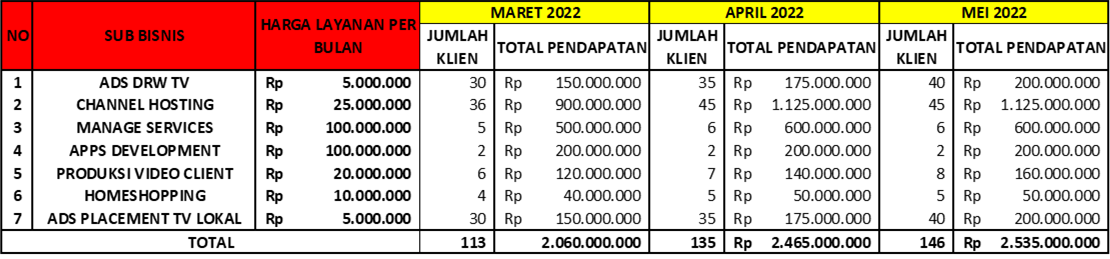 NO SUB BISNIS HARGA LAYANAN PER BULAN MARET 2022 APRIL 2022 MEI 2022
JUMLAH KLIEN TOTAL PENDAPATAN JUMLAH KLIEN TOTAL PENDAPATAN JUMLAH KLIEN TOTAL PENDAPATAN
1 ADS DRW TV Rp 5.000.000 30 Rp 150.000.000 35 Rp 175.000.000 40 Rp 200.000.000
2 CHANNEL HOSTING Rp 25.000.000 36 Rp 900.000.000 45 Rp 1.125.000.000 45 Rp 1.125.000.000
3 MANAGE SERVICES Rp 100.000.000 5 Rp 500.000.000 6 Rp 600.000.000 6 Rp 600.000.000
4 APPS DEVELOPMENT Rp 100.000.000 2 Rp 200.000.000 2 Rp 200.000.000 2 Rp 200.000.000
5 PRODUKSI VIDEO CLIENT Rp 20.000.000 6 Rp 120.000.000 7 Rp 140.000.000 8 Rp 160.000.000
6 HOMESHOPPING Rp 10.000.000 4 Rp 40.000.000 5 Rp 50.000.000 5 Rp 50.000.000
7 ADS PLACEMENT TV LOKAL Rp 5.000.000 30 Rp 150.000.000 35 Rp 175.000.000 40 Rp 200.000.000
TOTAL 113 2.060.000.000 135 Rp 2.465.000.000 146 Rp 2.535.000.000